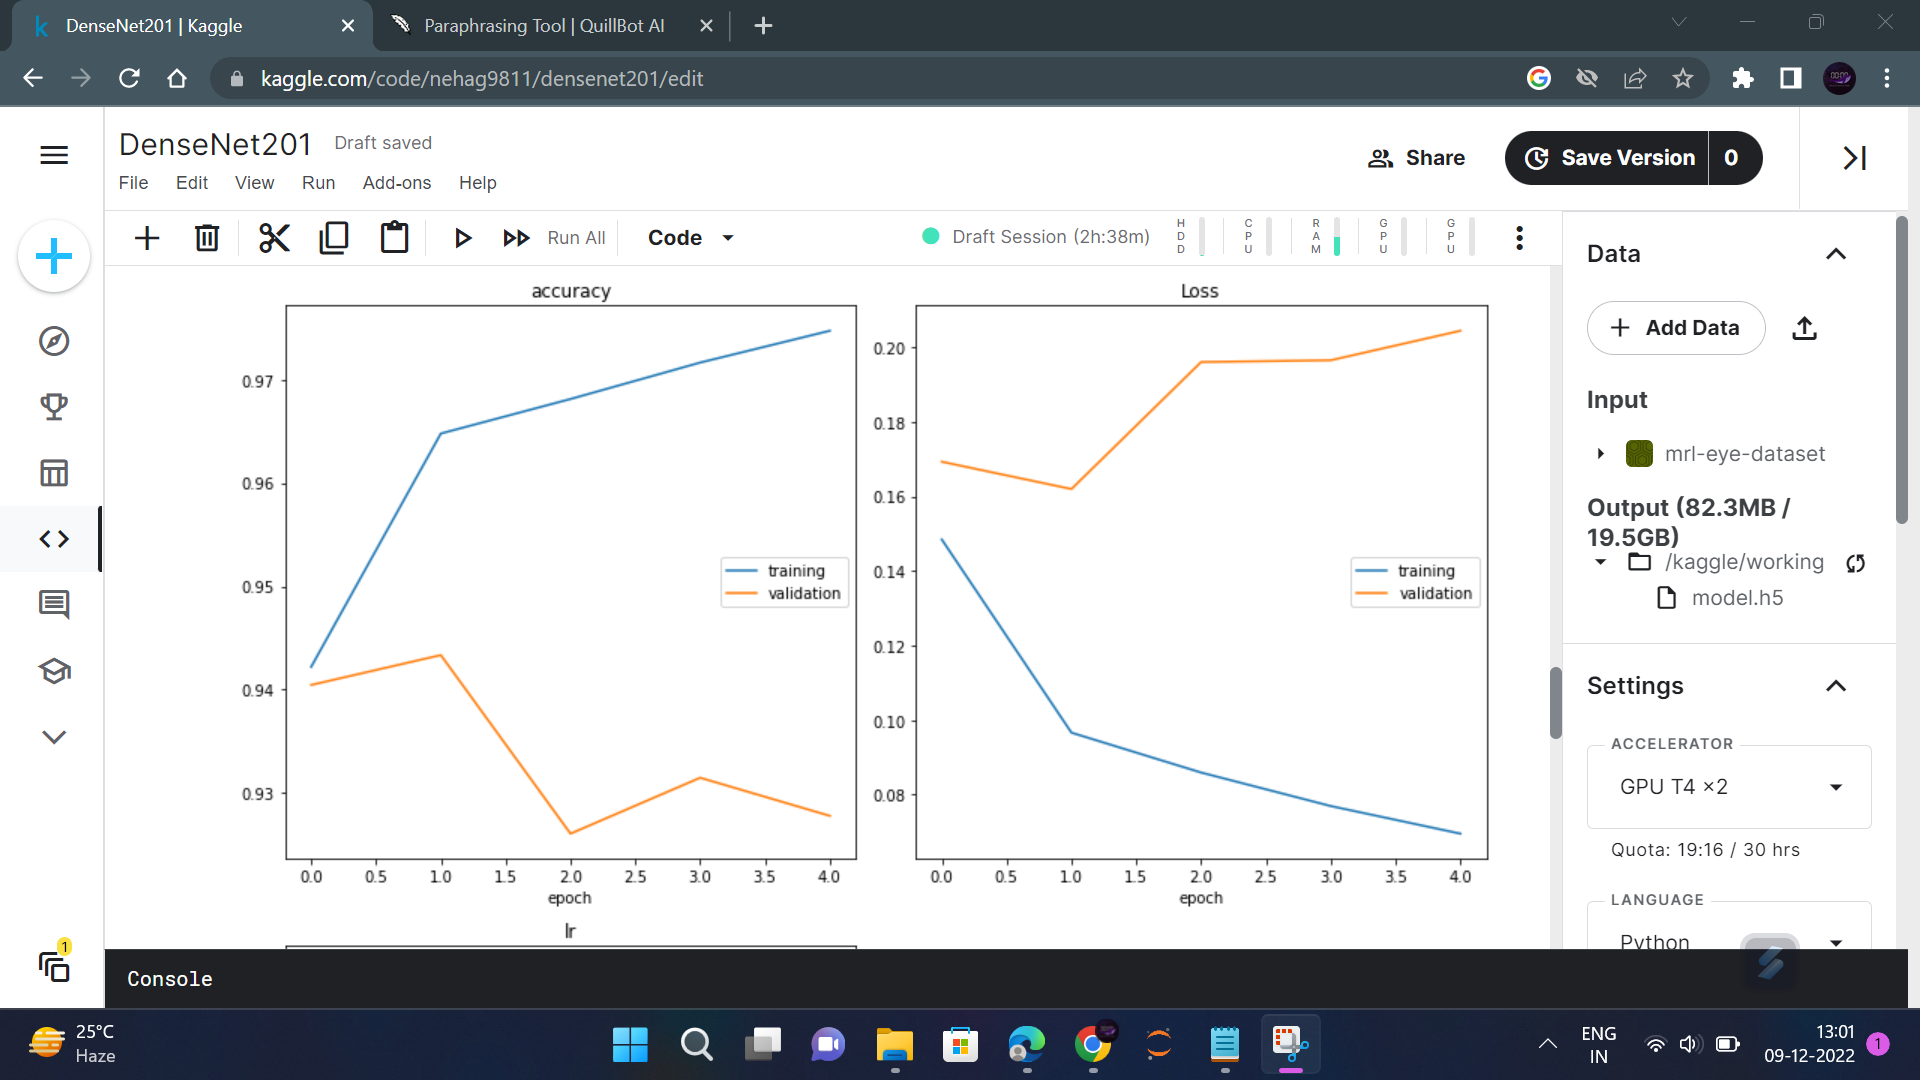 DenseNet201 | Kaggle
Paraphrasing Tool | QuillBot AI
kaggle.com/code/nehag9811/densenet201/edit
DenseNet201 Draft saved
File Edit View Run Add-ons Help
Share
Save Version 0
Run All
Code
Draft Session (2h:38m)
HDD
CPU
RAM
GPU
GPU
accuracy
0.97
0.96
0.95
0.94
0.93
training
validation
0.0 0.5 1.0 1.5 2.0 2.5 3.0 3.5 4.0
epoch
Loss
0.20
0.18
0.16
0.14
0.12
0.10
0.08
training
validation
0.0 0.5 1.0 1.5 2.0 2.5 3.0 3.5 4.0
epoch
lr
Data
Add Data
Input
mrl-eye-dataset
Output (82.3MB /
19.5GB)
/kaggle/working
model.h5
Settings
ACCELERATOR
GPU T4 ×2
Quota: 19:16 / 30 hrs
LANGUAGE
Python
1
Console
25°C
Haze
ENG
IN
13:01
09-12-2022
1